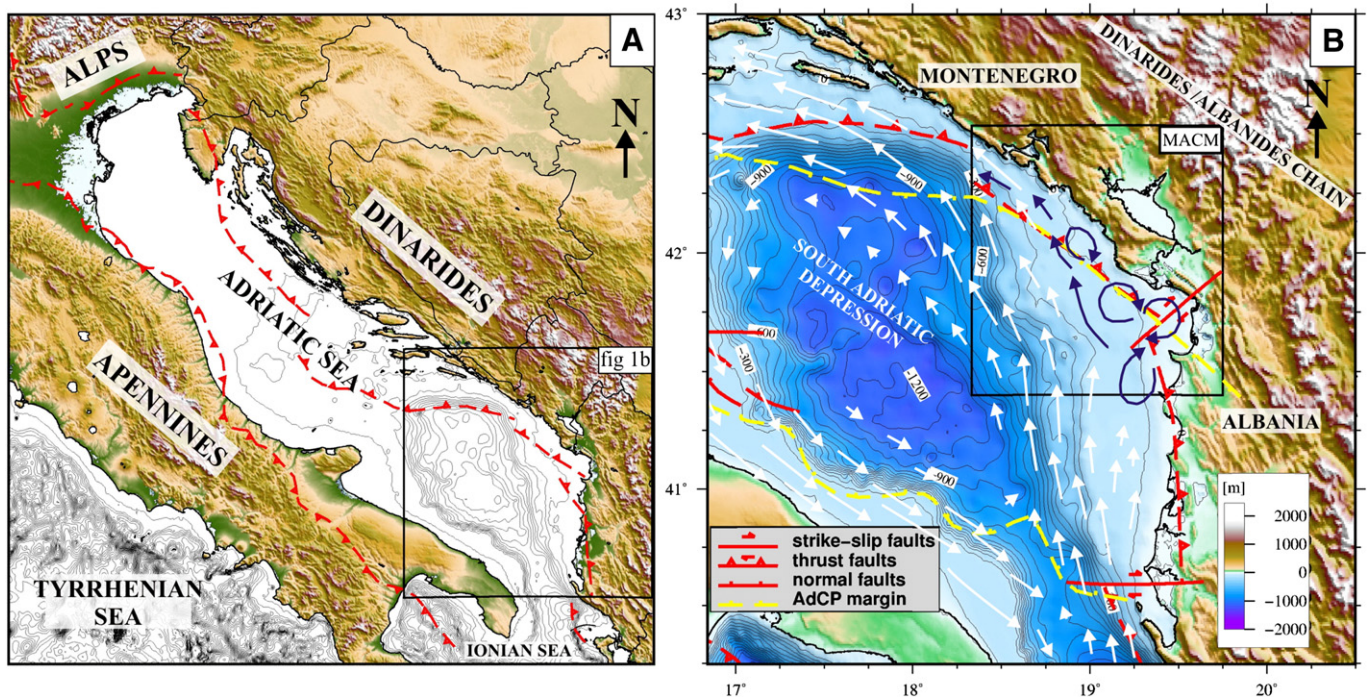 A
ALPS
N
DINARIDES
ADRIATIC SEA
APENNINES
fig 1b
TYRRHENIAN
SEA
IONIAN SEA
43°
42°
41°
B
DINARIDES /ALBANIDES CHAIN
MONTENEGRO
N
MACM
-900
-900
-600
SOUTH ADRIATIC
DEPRESSION
-600
-300
-1200
-900
ALBANIA
[m]
2000
1000
0
-1000
-2000
strike-slip faults
thrust faults
normal faults
AdCP margin
17°
18°
19°
20°